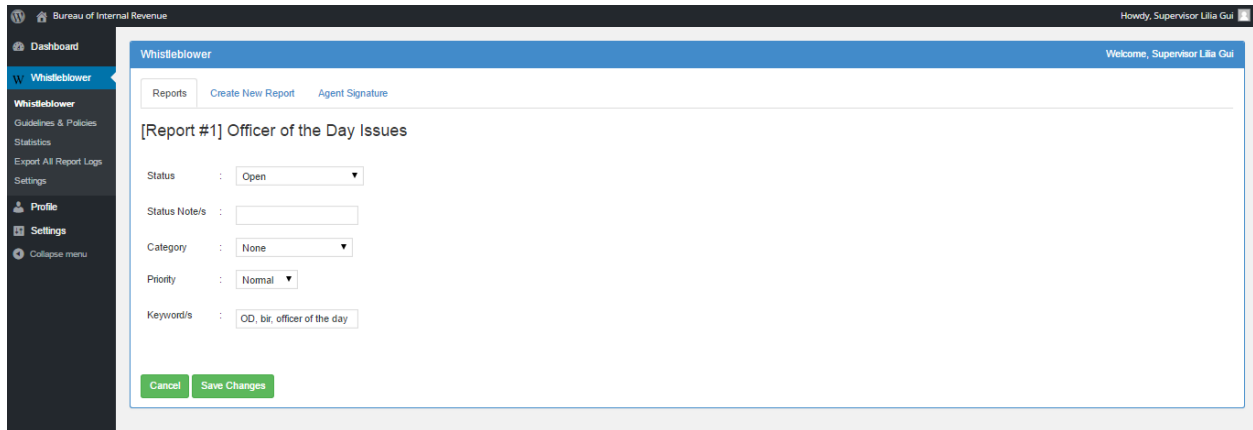 Bureau of Internal Revenue
Howdy, Supervisor Lilia Gui
Dashboard
W Whistleblower
Whistleblower
Guidelines & Policies
Statistics
Export All Report Logs
Settings
Profile
Settings
Collapse menu
Whistleblower
Welcome, Supervisor Lilia Gui
Reports Create New Report Agent Signature
[Report #1] Officer of the Day Issues
Status : Open
Status Note/s :
Category : None
Priority : Normal
Keyword/s : OD, bir, officer of the day
Cancel Save Changes